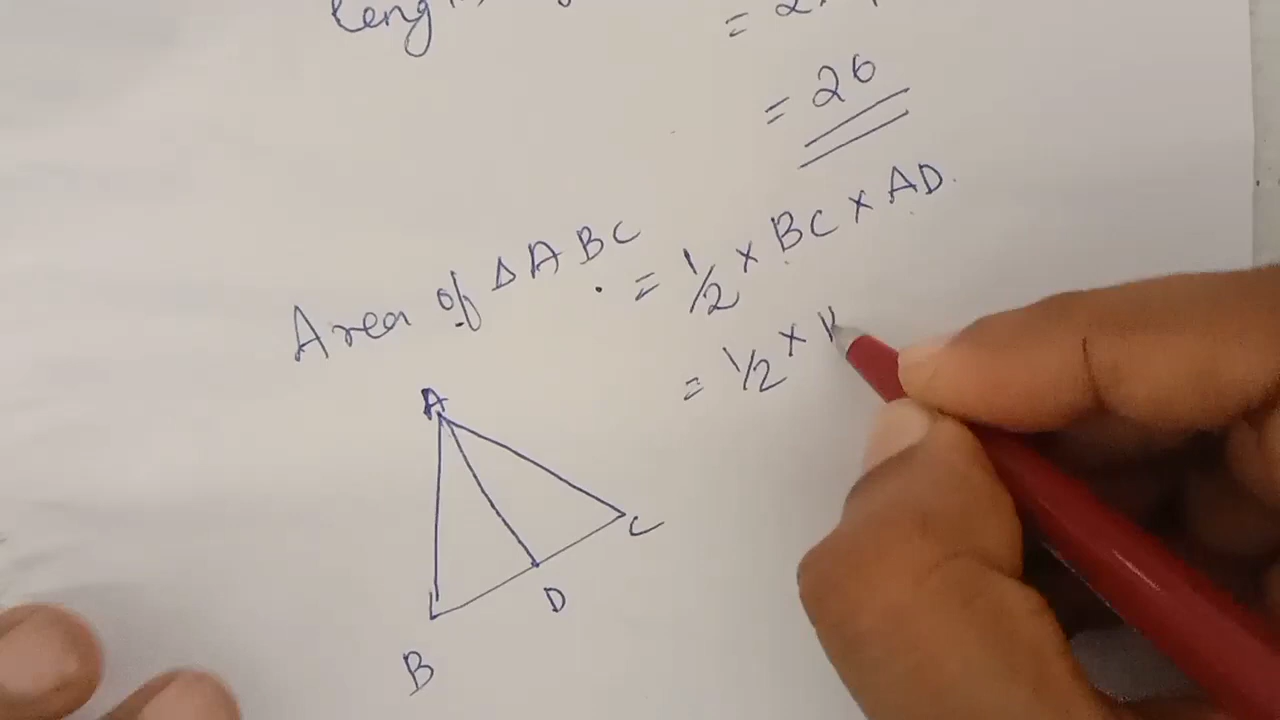 = 26
Area of ΔABC = 1/2 × BC × AD.
= 1/2 ×
A
C
D
B